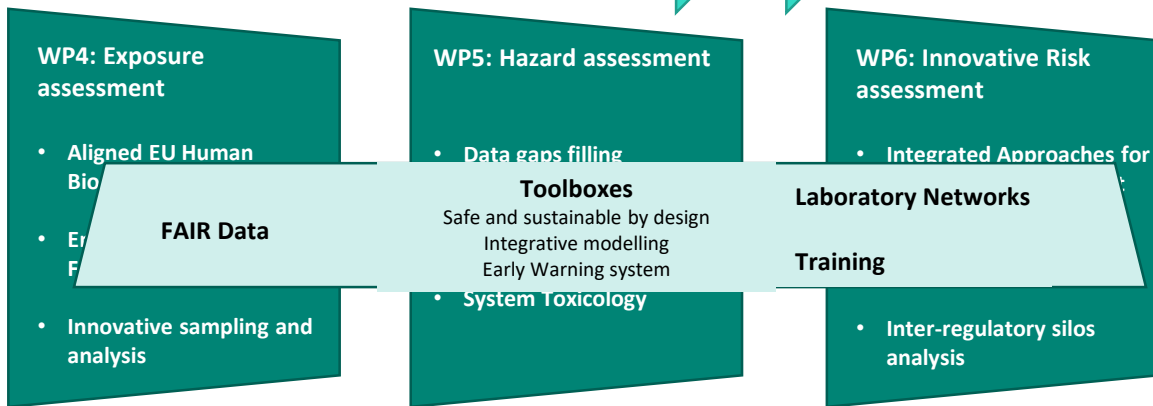 WP4: Exposure
assessment
• Aligned EU Human
• Innovative sampling and
analysis
WP5: Hazard assessment
• Data gaps filling
• System Toxicology
WP6: Innovative Risk
assessment
• Integrated Approaches for
• Inter-regulatory silos
analysis
FAIR Data
Toolboxes
Safe and sustainable by design
Integrative modelling
Early Warning system
Laboratory Networks
Training